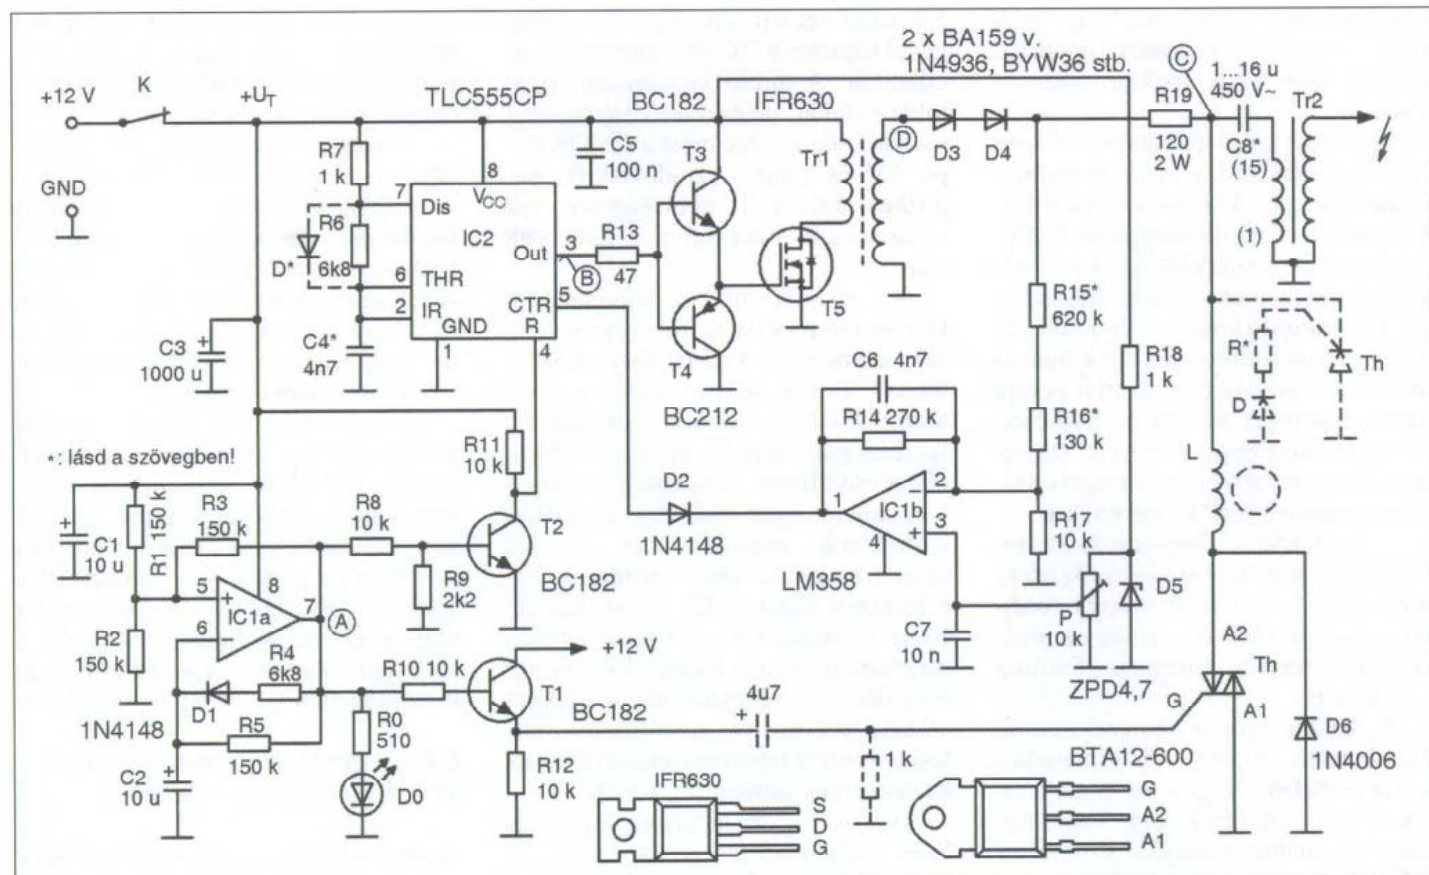 2 x BA159 v.
1N4936, BYW36 stb.
C
1...16 u
450 V~
+12 V
K
+U_T
TLC555CP
BC182
IFR630
R19
120
2 W
C8*
(15)
(1)
Tr2
GND
R7
1 k
7
8
Dis
V_CC
IC2
R6
6k8
D*
6
THR
2
IR
Out
3
B
5
CTR
R
4
GND
1
C5
100 n
R13
47
T3
T4
BC212
Tr1
T5
D
D3
D4
R15*
620 k
R18
1 k
R*
D*
Th
C3
1000 u
C4*
4n7
C6 4n7
R14 270 k
R16*
130 k
R11
10 k
*: lásd a szövegben!
D2
1N4148
1
2
3
4
IC1b
LM358
R17
10 k
C1
10 u
R1 150 k
R3
150 k
R8
10 k
T2
BC182
R9
2k2
5
6
8
7
IC1a
A
R2
150 k
R4
6k8
D1
1N4148
R5
150 k
C2
10 u
R10 10 k
R0
510
D0
T1
BC182
+12 V
R12
10 k
4u7
1 k
C7
10 n
P
10 k
D5
ZPD4,7
A2
Th
G
A1
D6
1N4006
BTA12-600
IFR630
S
D
G
G
A2
A1